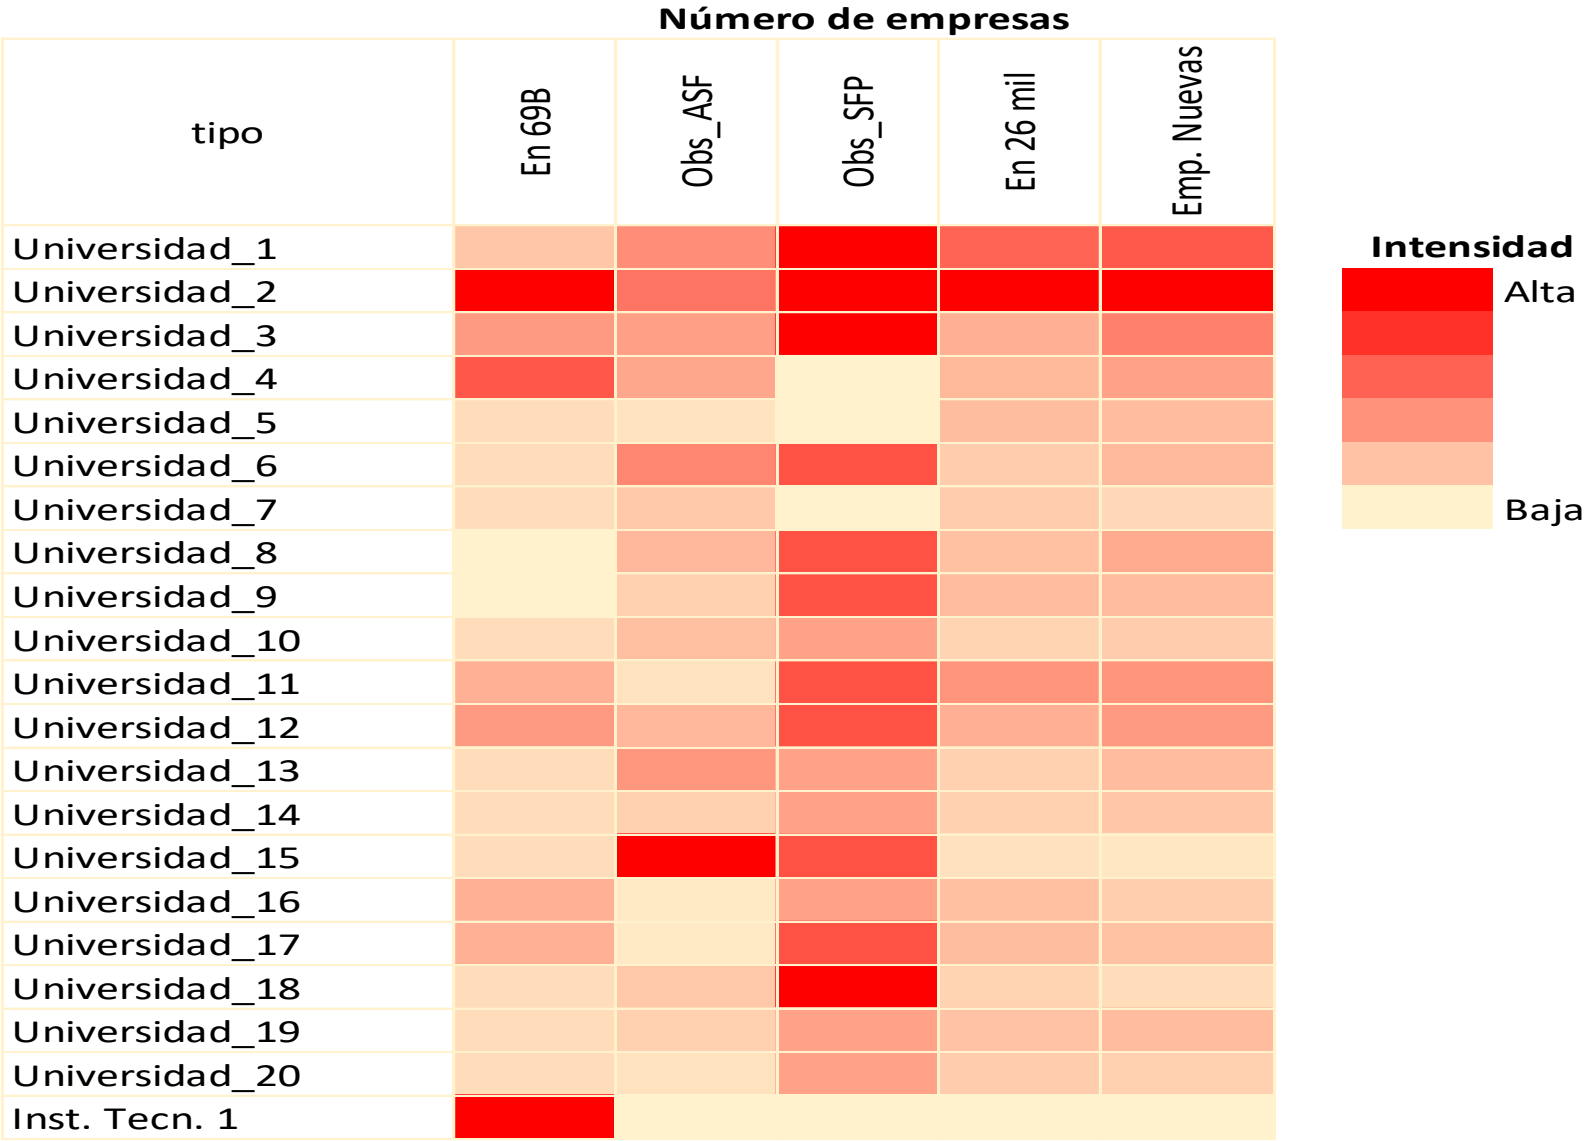 Número de empresas
tipo
En 69B
Obs_ASF
Obs_SFP
En 26 mil
Emp. Nuevas
Universidad_1
Universidad_2
Universidad_3
Universidad_4
Universidad_5
Universidad_6
Universidad_7
Universidad_8
Universidad_9
Universidad_10
Universidad_11
Universidad_12
Universidad_13
Universidad_14
Universidad_15
Universidad_16
Universidad_17
Universidad_18
Universidad_19
Universidad_20
Inst. Tecn. 1
Intensidad
Alta
Baja